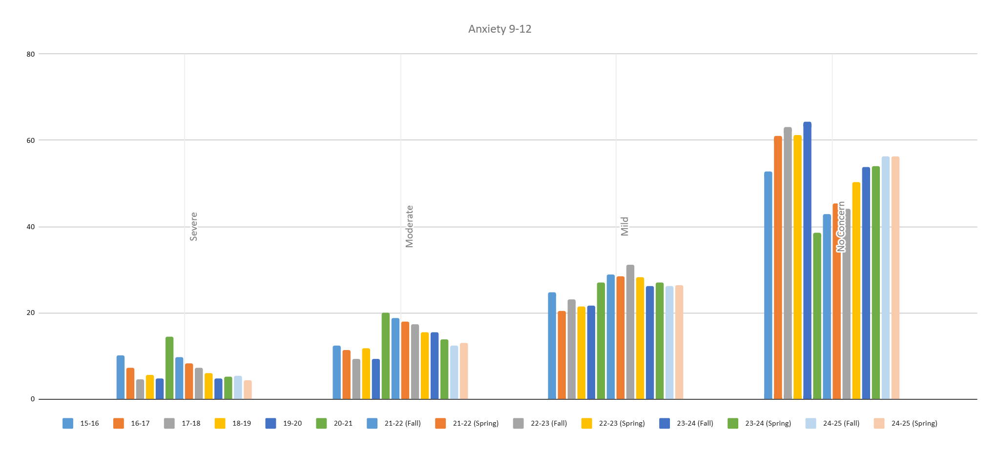 Anxiety 9-12
80
60
40
20
0
Severe
Moderate
Mild
No Concern
15-16
16-17
17-18
18-19
19-20
20-21
21-22 (Fall)
21-22 (Spring)
22-23 (Fall)
22-23 (Spring)
23-24 (Fall)
23-24 (Spring)
24-25 (Fall)
24-25 (Spring)